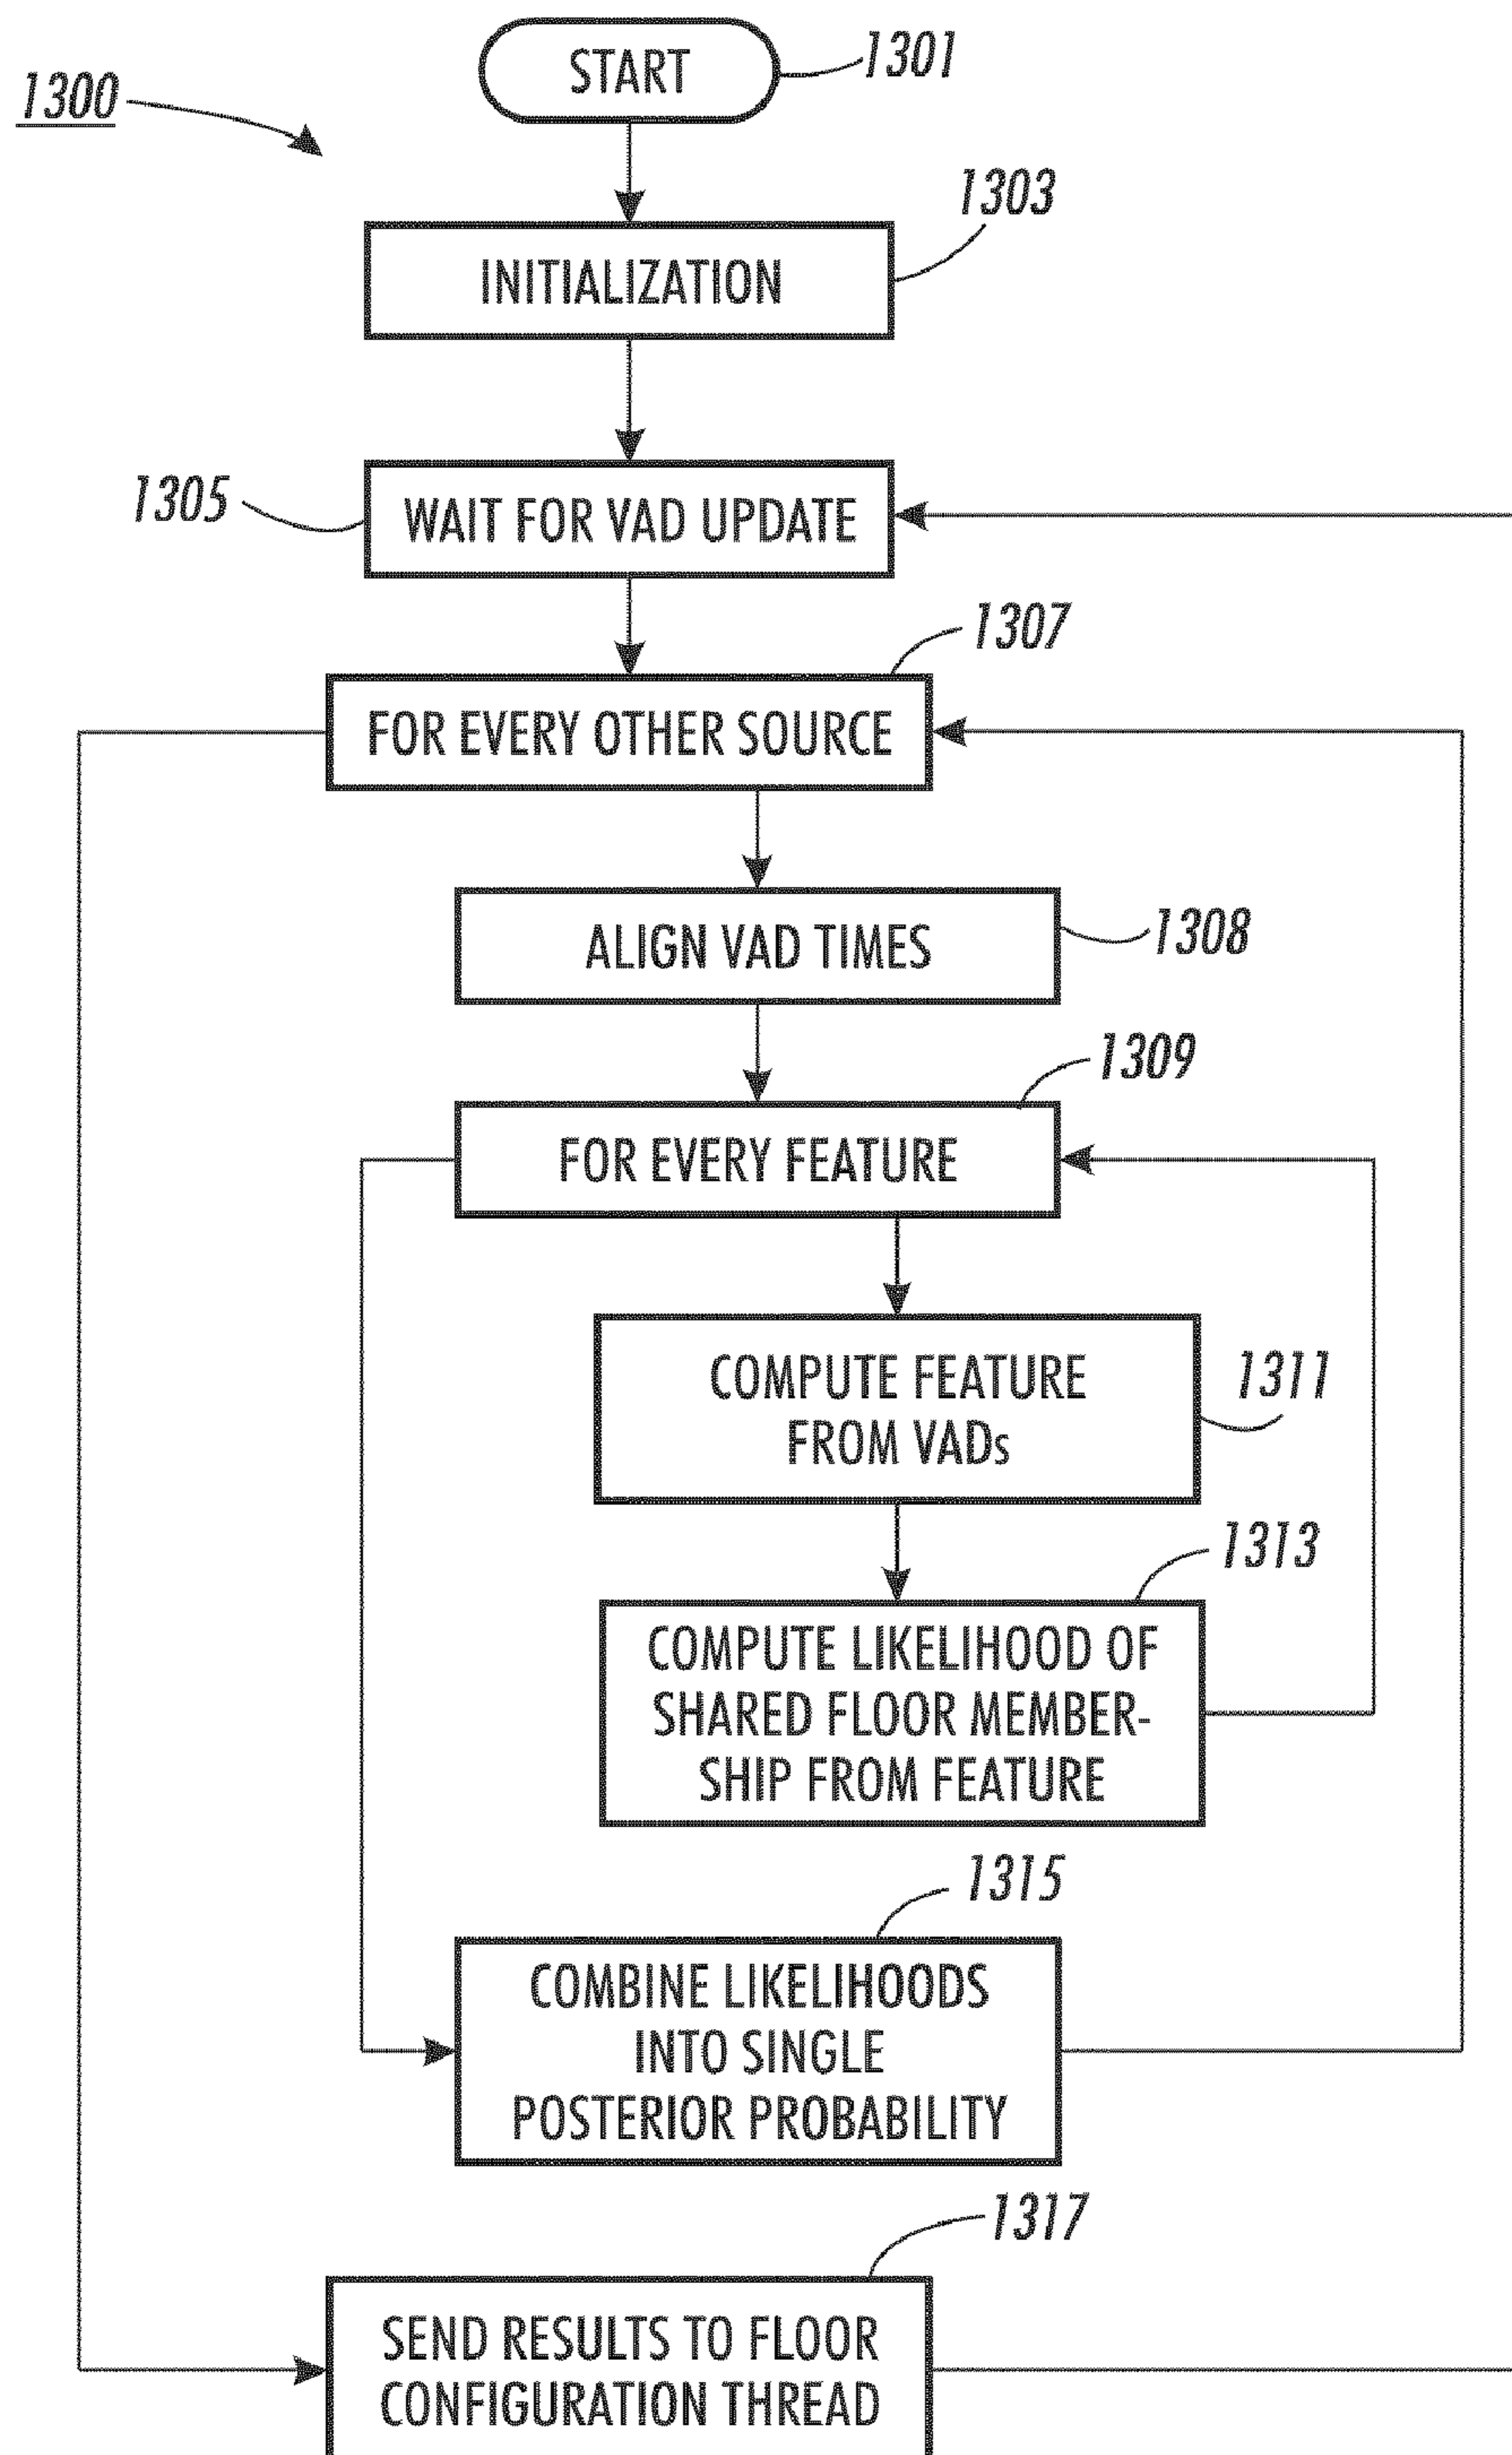 START
1301
1300
1303
INITIALIZATION
1305
WAIT FOR VAD UPDATE
1307
FOR EVERY OTHER SOURCE
ALIGN VAD TIMES
1308
1309
FOR EVERY FEATURE
COMPUTE FEATURE
FROM VADs
1311
1313
COMPUTE LIKELIHOOD OF
SHARED FLOOR MEMBER-
SHIP FROM FEATURE
1315
COMBINE LIKELIHOODS
INTO SINGLE
POSTERIOR PROBABILITY
1317
SEND RESULTS TO FLOOR
CONFIGURATION THREAD